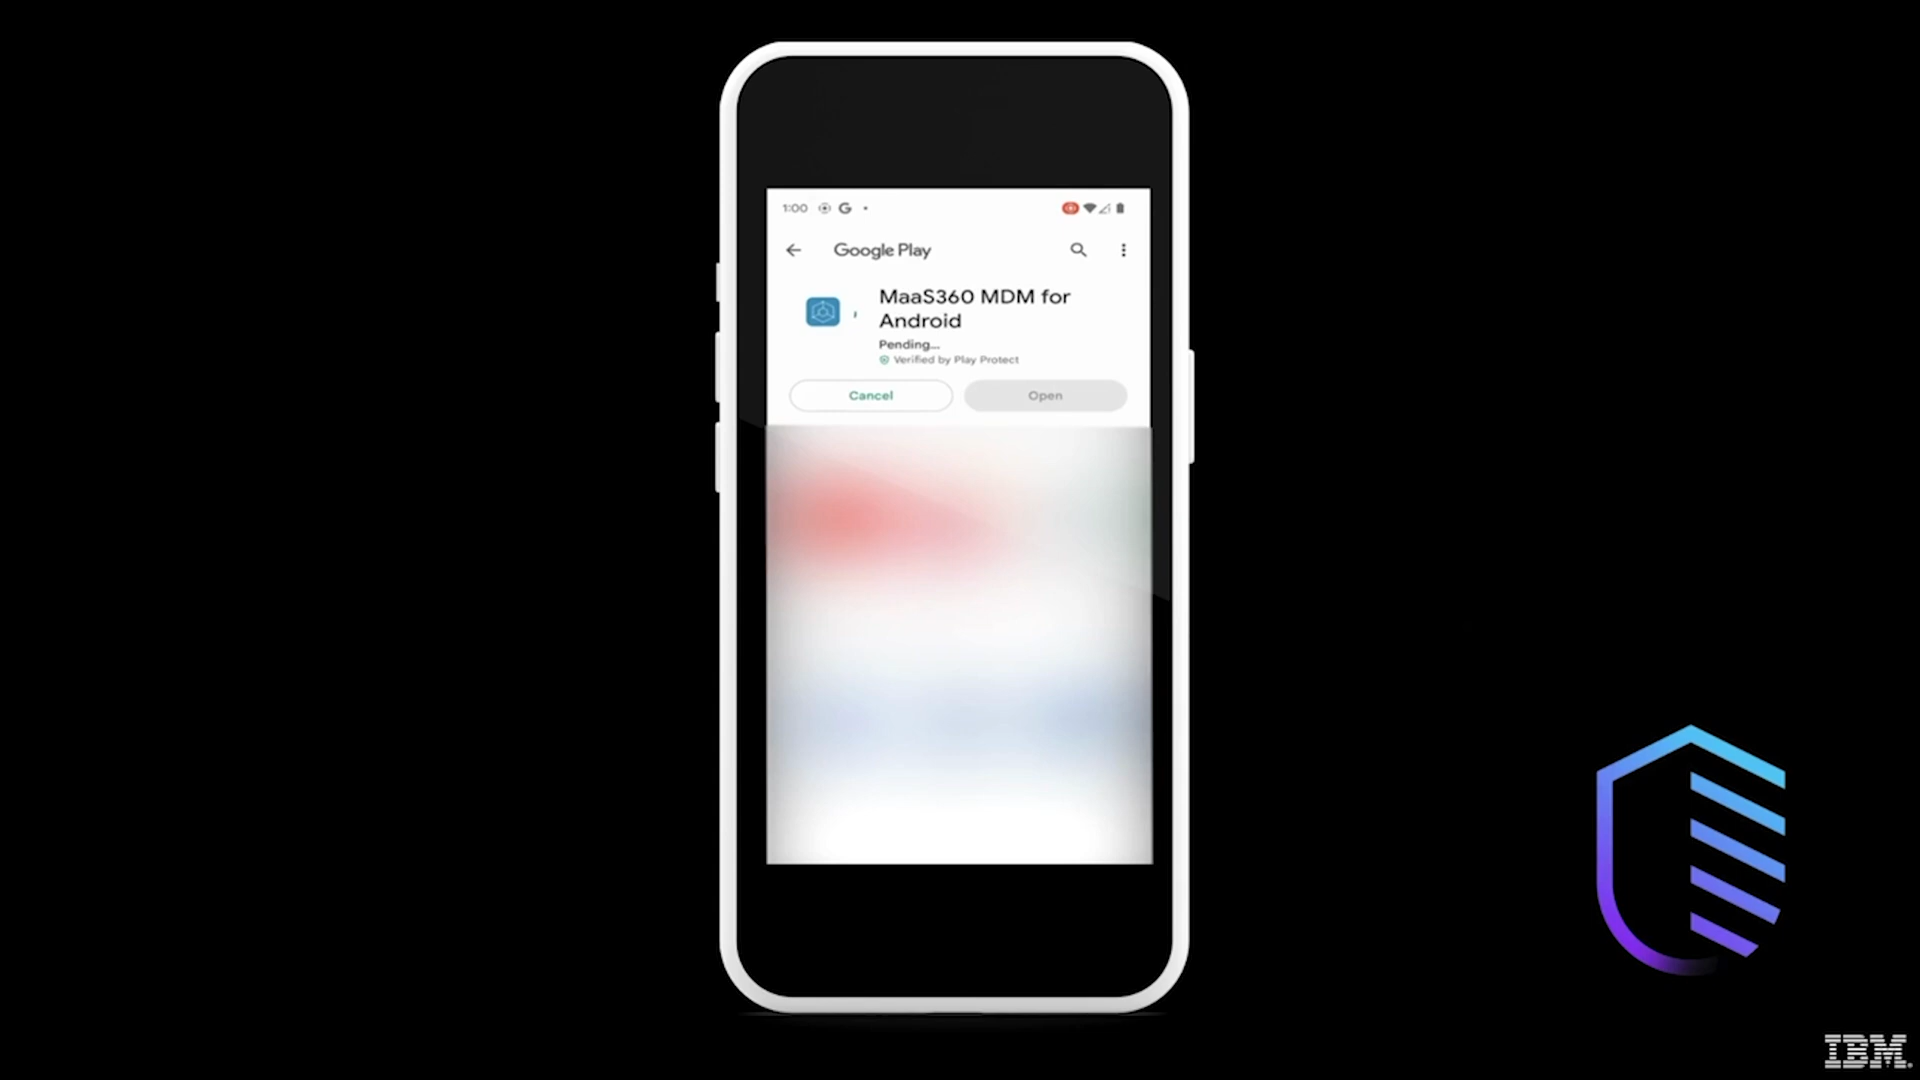 1:00 G
Google Play
MaaS360 MDM for
Android
Pending...
Verified by Play Protect
Cancel
Open
IBM